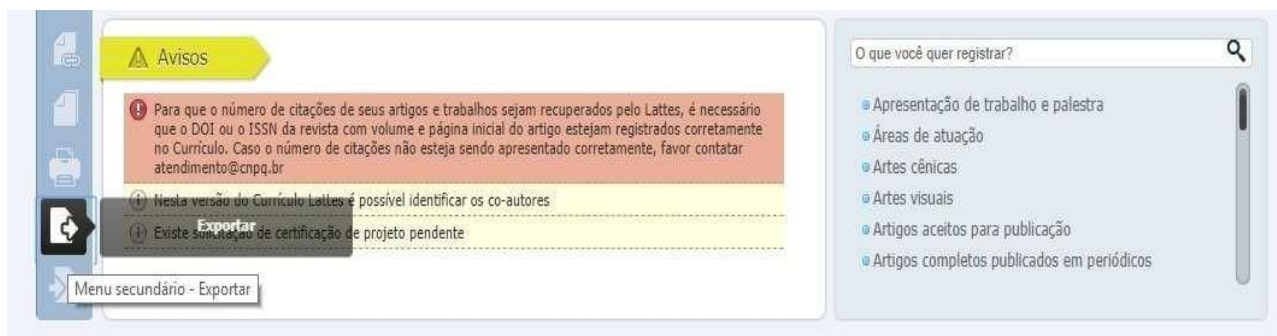 Avisos
Para que o número de citações de seus artigos e trabalhos sejam recuperados pelo Lattes, é necessário
que o DOI ou o ISSN da revista com volume e página inicial do artigo estejam registrados corretamente
no Currículo. Caso o número de citações não esteja sendo apresentado corretamente, favor contatar
atendimento@cnpq.br
Nesta versão do Currículo Lattes é possível identificar os co-autores
Existe solicitação de certificação de projeto pendente
Exportar
Menu secundário - Exportar
O que você quer registrar?
Apresentação de trabalho e palestra
Áreas de atuação
Artes cênicas
Artes visuais
Artigos aceitos para publicação
Artigos completos publicados em periódicos